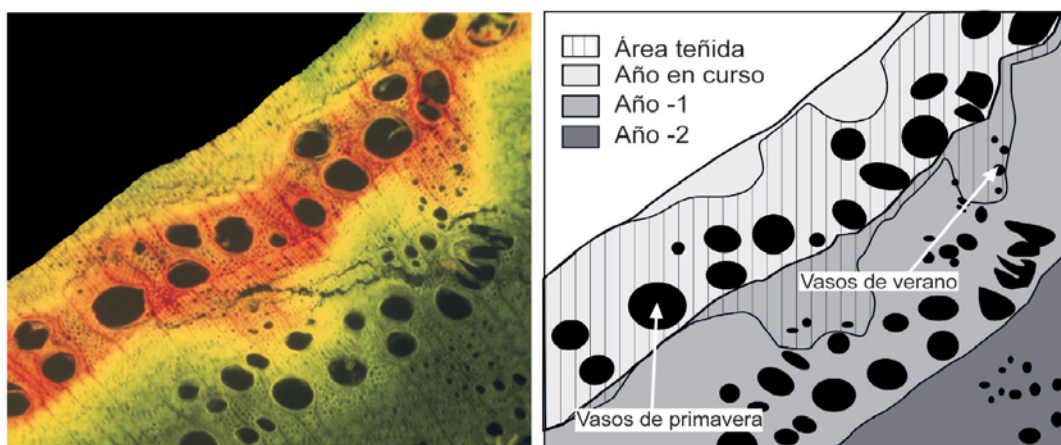 Área teñida
Año en curso
Año -1
Año -2
Vasos de verano
Vasos de primavera